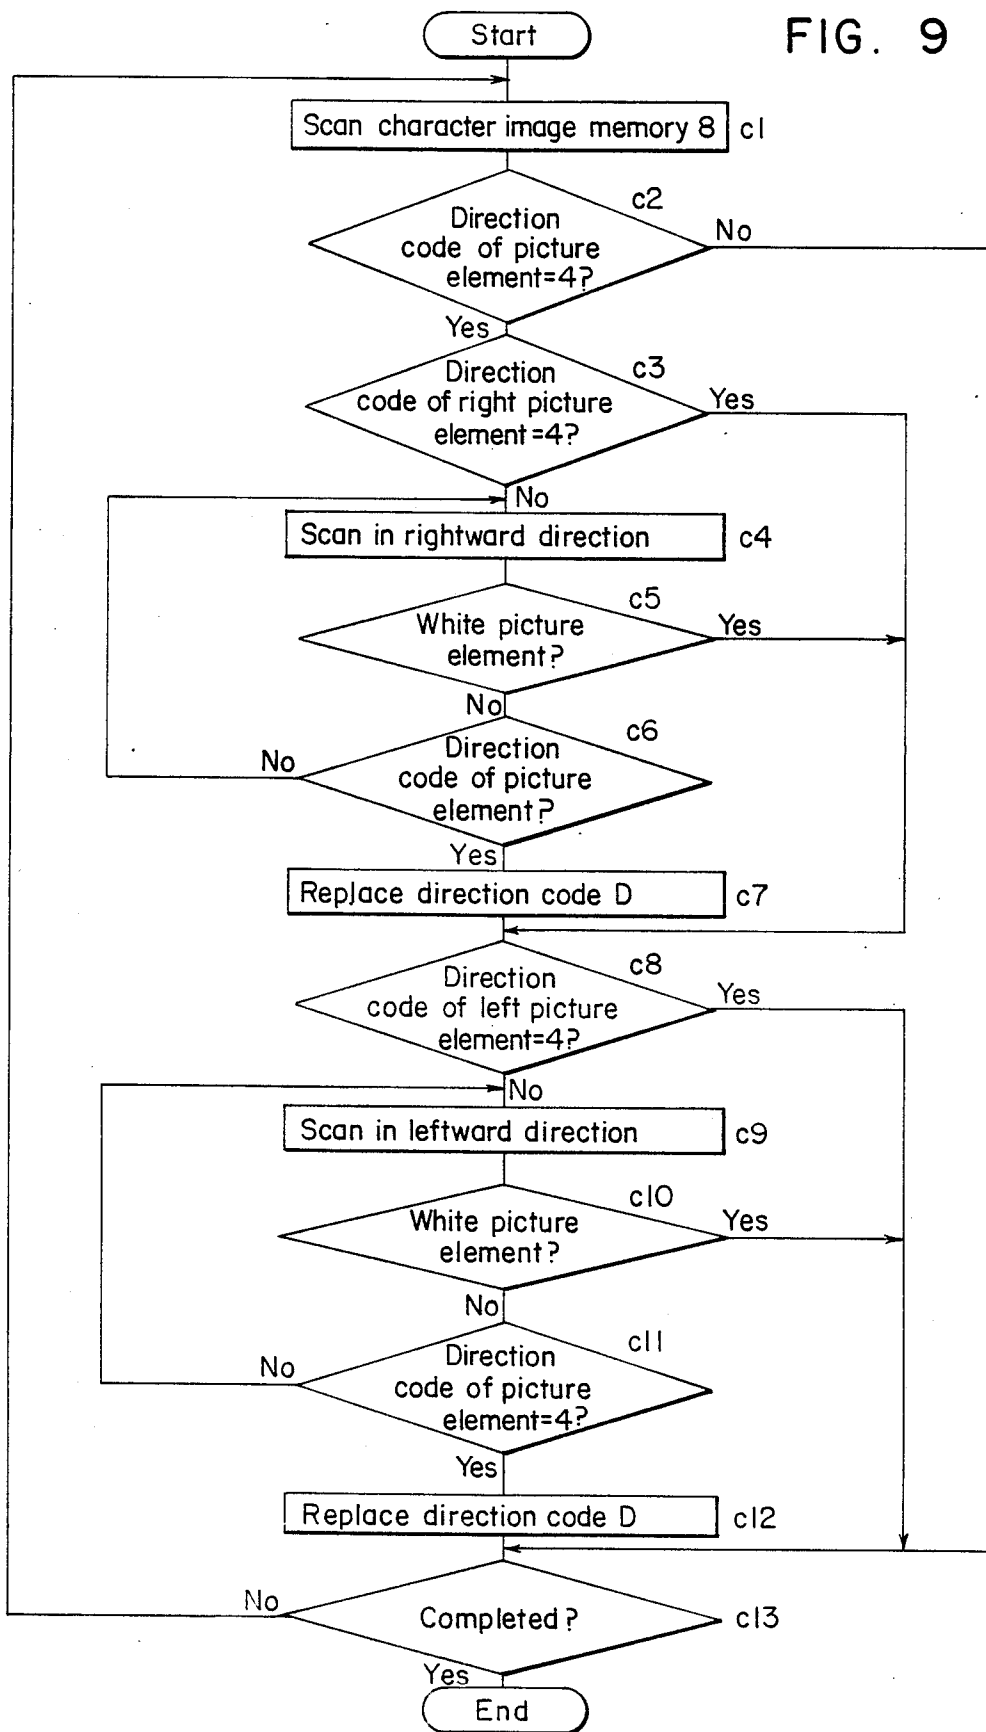 Start
FIG. 9
Scan character image memory 8
c1
c2
Direction
code of picture
element=4?
No
Yes
c3
Direction
code of right picture
element=4?
Yes
No
Scan in rightward direction
c4
c5
White picture
element?
Yes
No
c6
Direction
code of picture
element?
No
Yes
Replace direction code D
c7
c8
Direction
code of left picture
element=4?
Yes
No
Scan in leftward direction
c9
c10
White picture
element?
Yes
No
c11
Direction
code of picture
element=4?
No
Yes
Replace direction code D
c12
No
Completed?
c13
Yes
End